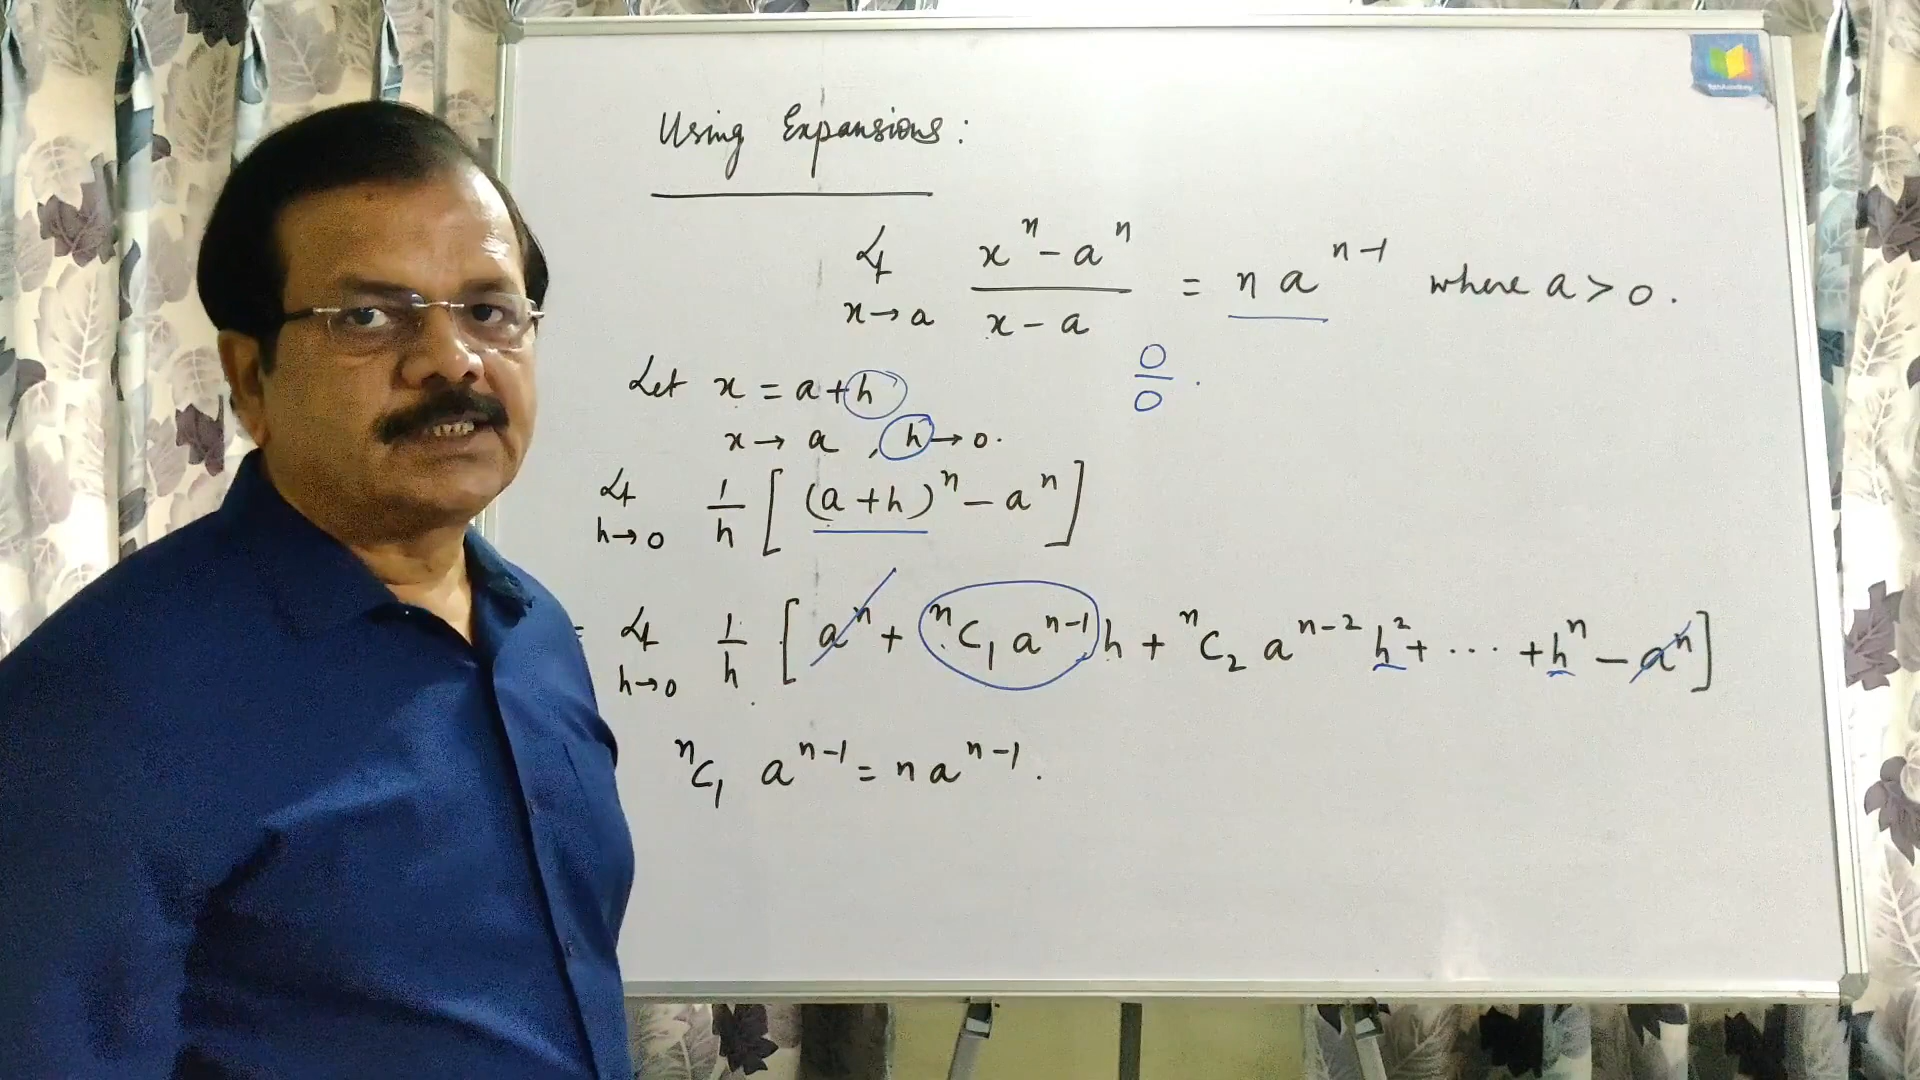 Using Expansions:
Lt x→a (xⁿ - aⁿ)/(x - a) = n aⁿ⁻¹ where a > 0.
0/0.
Let x = a + h
x → a, h → 0.
Lt h→0 1/h [(a + h)ⁿ - aⁿ]
= Lt h→0 1/h [aⁿ + ⁿC₁ aⁿ⁻¹ h + ⁿC₂ aⁿ⁻² h² + ... + hⁿ - aⁿ]
ⁿC₁ aⁿ⁻¹ = n aⁿ⁻¹.